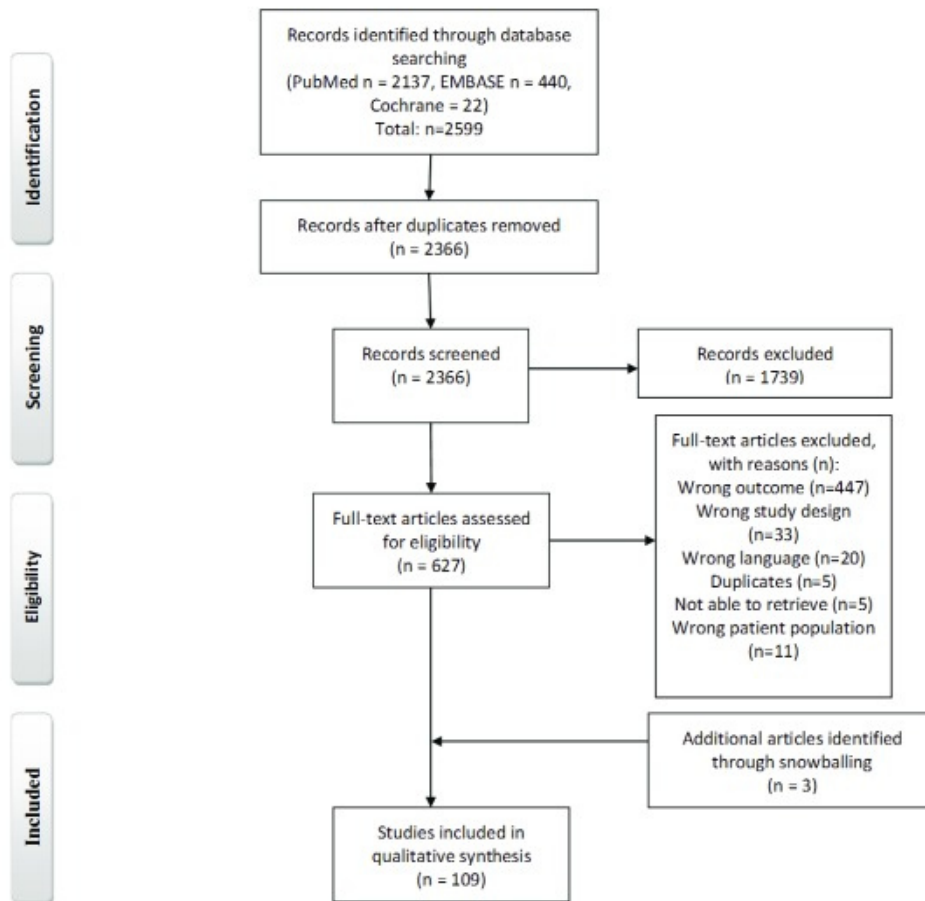 Identification
Records identified through database
searching
(PubMed n = 2137, EMBASE n = 440,
Cochrane = 22)
Total: n=2599
Records after duplicates removed
(n = 2366)
Screening
Records screened
(n = 2366)
Records excluded
(n = 1739)
Eligibility
Full-text articles assessed
for eligibility
(n = 627)
Full-text articles excluded,
with reasons (n):
Wrong outcome (n=447)
Wrong study design
(n=33)
Wrong language (n=20)
Duplicates (n=5)
Not able to retrieve (n=5)
Wrong patient population
(n=11)
Included
Additional articles identified
through snowballing
(n = 3)
Studies included in
qualitative synthesis
(n = 109)